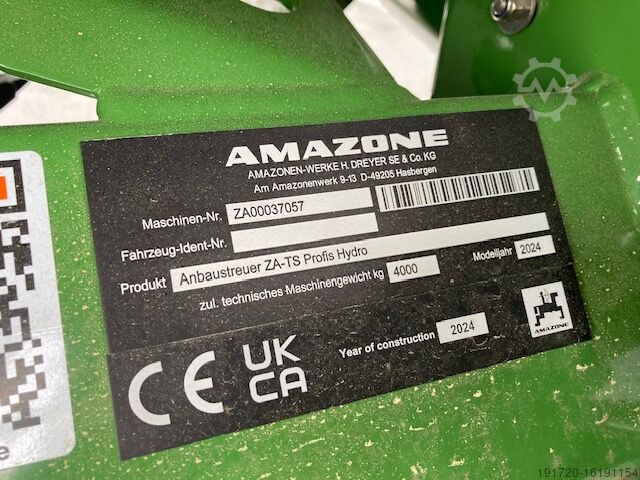 AMAZONE
AMAZONEN-WERKE H. DREYER SE & Co. KG
Am Amazonenwerk 9-13 D-49205 Hasbergen
Maschinen-Nr. ZA00037057
Fahrzeug-Ident-Nr.
Produkt Anbaustreuer ZA-TS Profis Hydro
Modelljahr 2024
zul. technisches Maschinengewicht kg 4000
AMAZONE
CE UK
CA
Year of construction 2024
e
191720-16191154